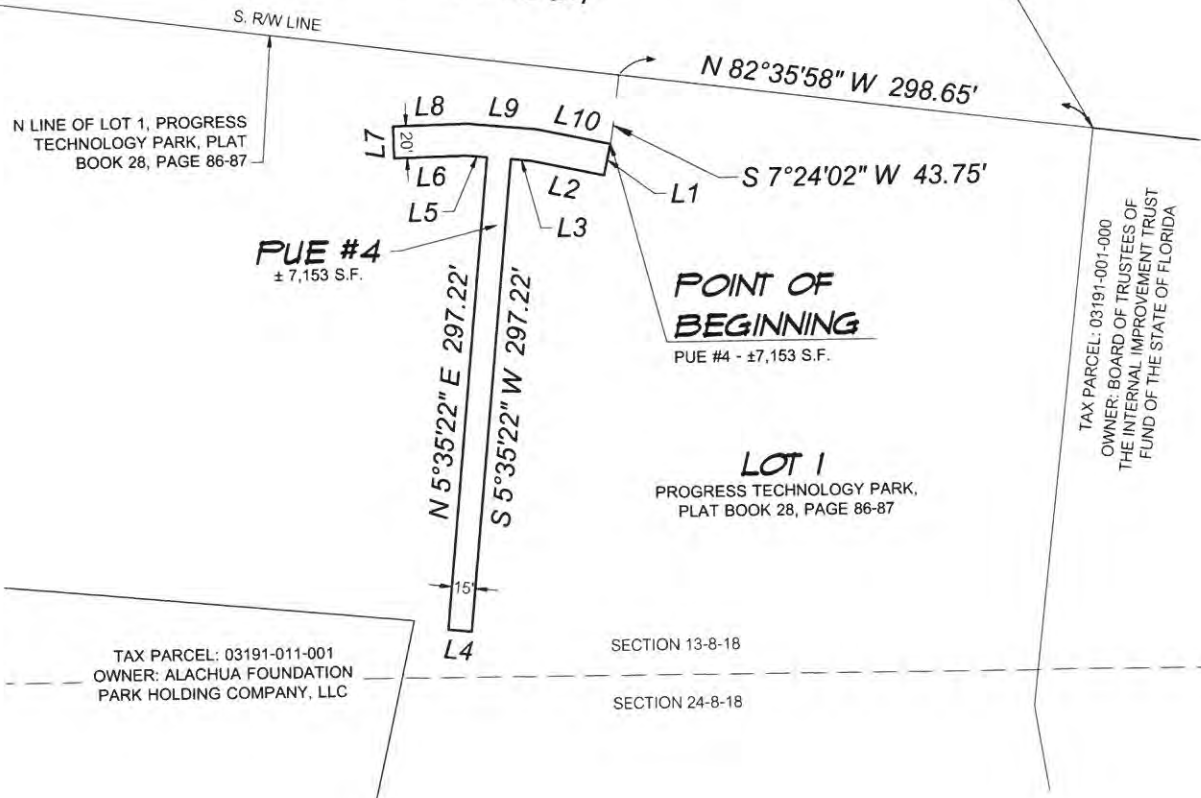 S. R/W LINE
N 82°35'58" W 298.65'
N LINE OF LOT 1, PROGRESS
TECHNOLOGY PARK, PLAT
BOOK 28, PAGE 86-87
L7
20'
L8
L9
L10
L6
L5
L3
L2
L1
S 7°24'02" W 43.75'
PUE #4
± 7,153 S.F.
N 5°35'22" E 297.22'
S 5°35'22" W 297.22'
POINT OF
BEGINNING
PUE #4 - ±7,153 S.F.
TAX PARCEL: 03191-001-000
OWNER: BOARD OF TRUSTEES OF
THE INTERNAL IMPROVEMENT TRUST
FUND OF THE STATE OF FLORIDA
LOT 1
PROGRESS TECHNOLOGY PARK,
PLAT BOOK 28, PAGE 86-87
15'
L4
TAX PARCEL: 03191-011-001
OWNER: ALACHUA FOUNDATION
PARK HOLDING COMPANY, LLC
SECTION 13-8-18
SECTION 24-8-18